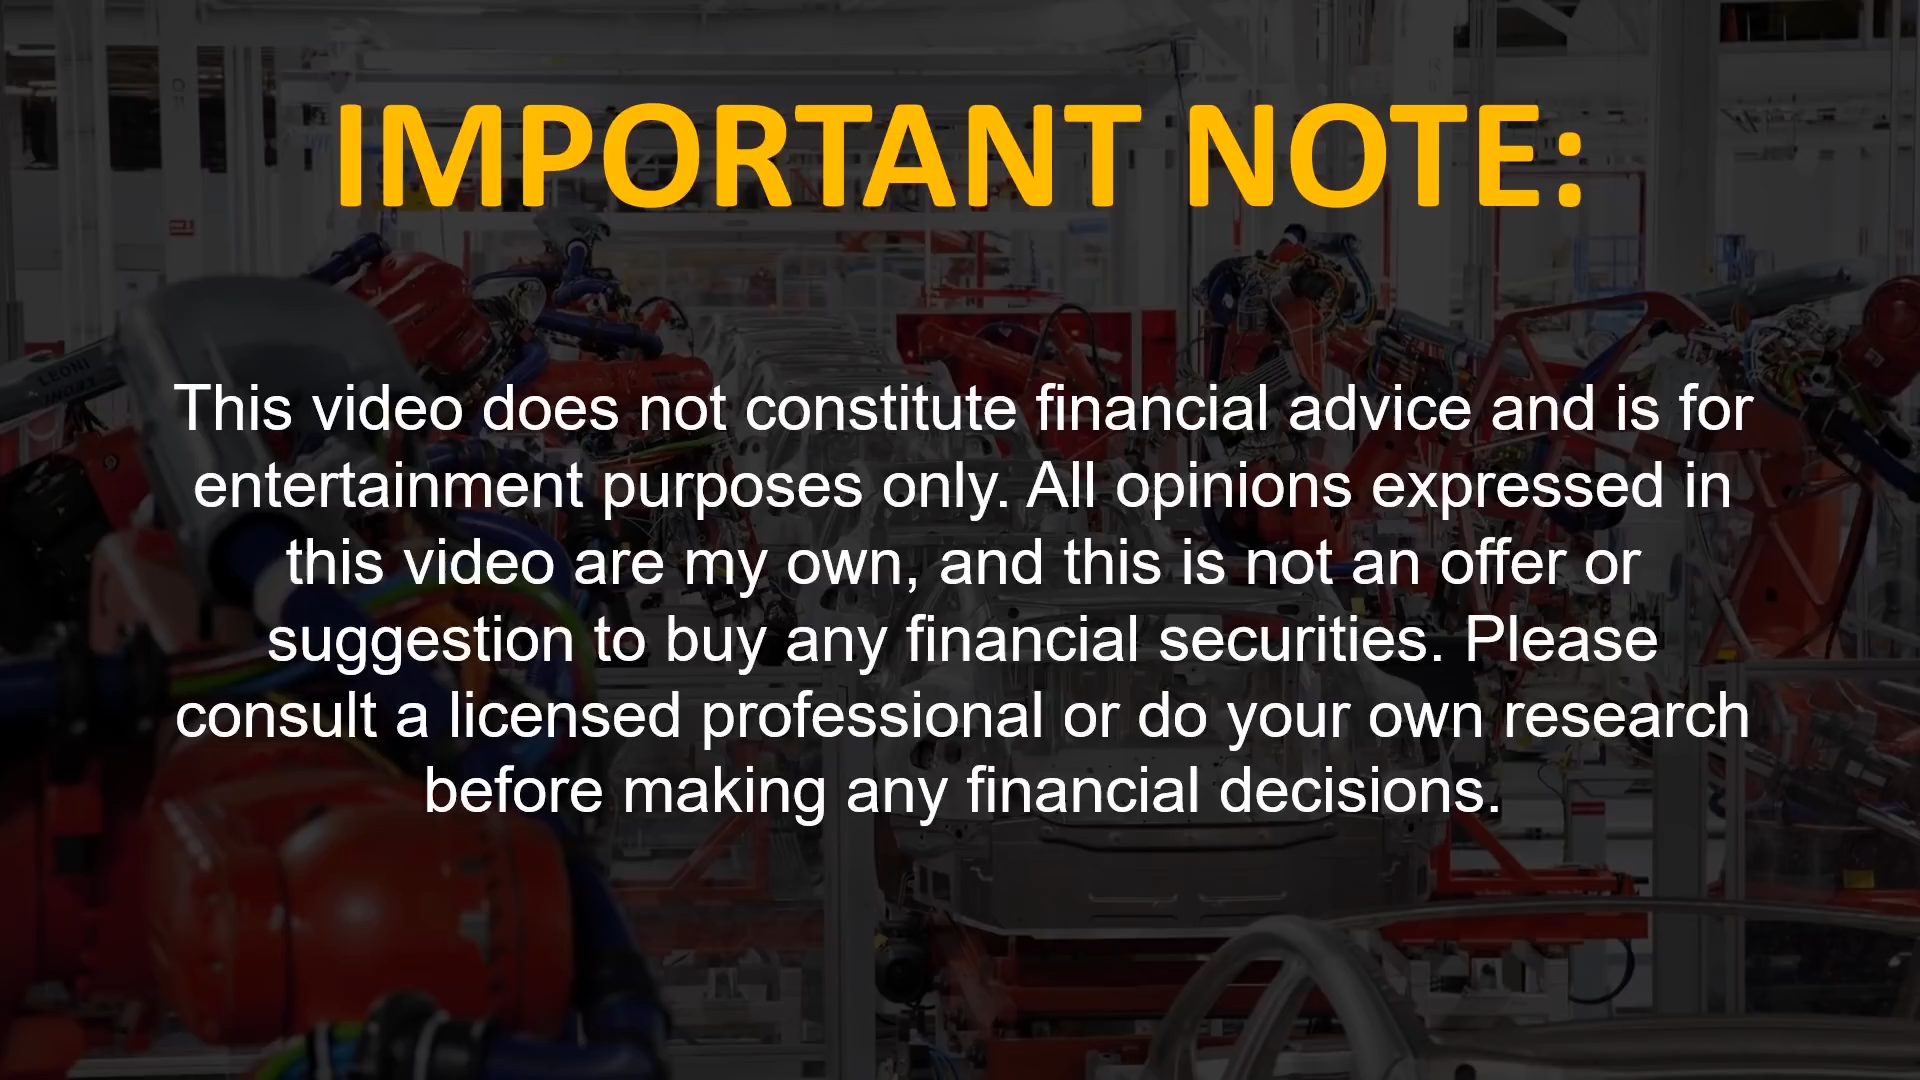 IMPORTANT NOTE:
This video does not constitute financial advice and is for
entertainment purposes only. All opinions expressed in
this video are my own, and this is not an offer or
suggestion to buy any financial securities. Please
consult a licensed professional or do your own research
before making any financial decisions.
LEONI